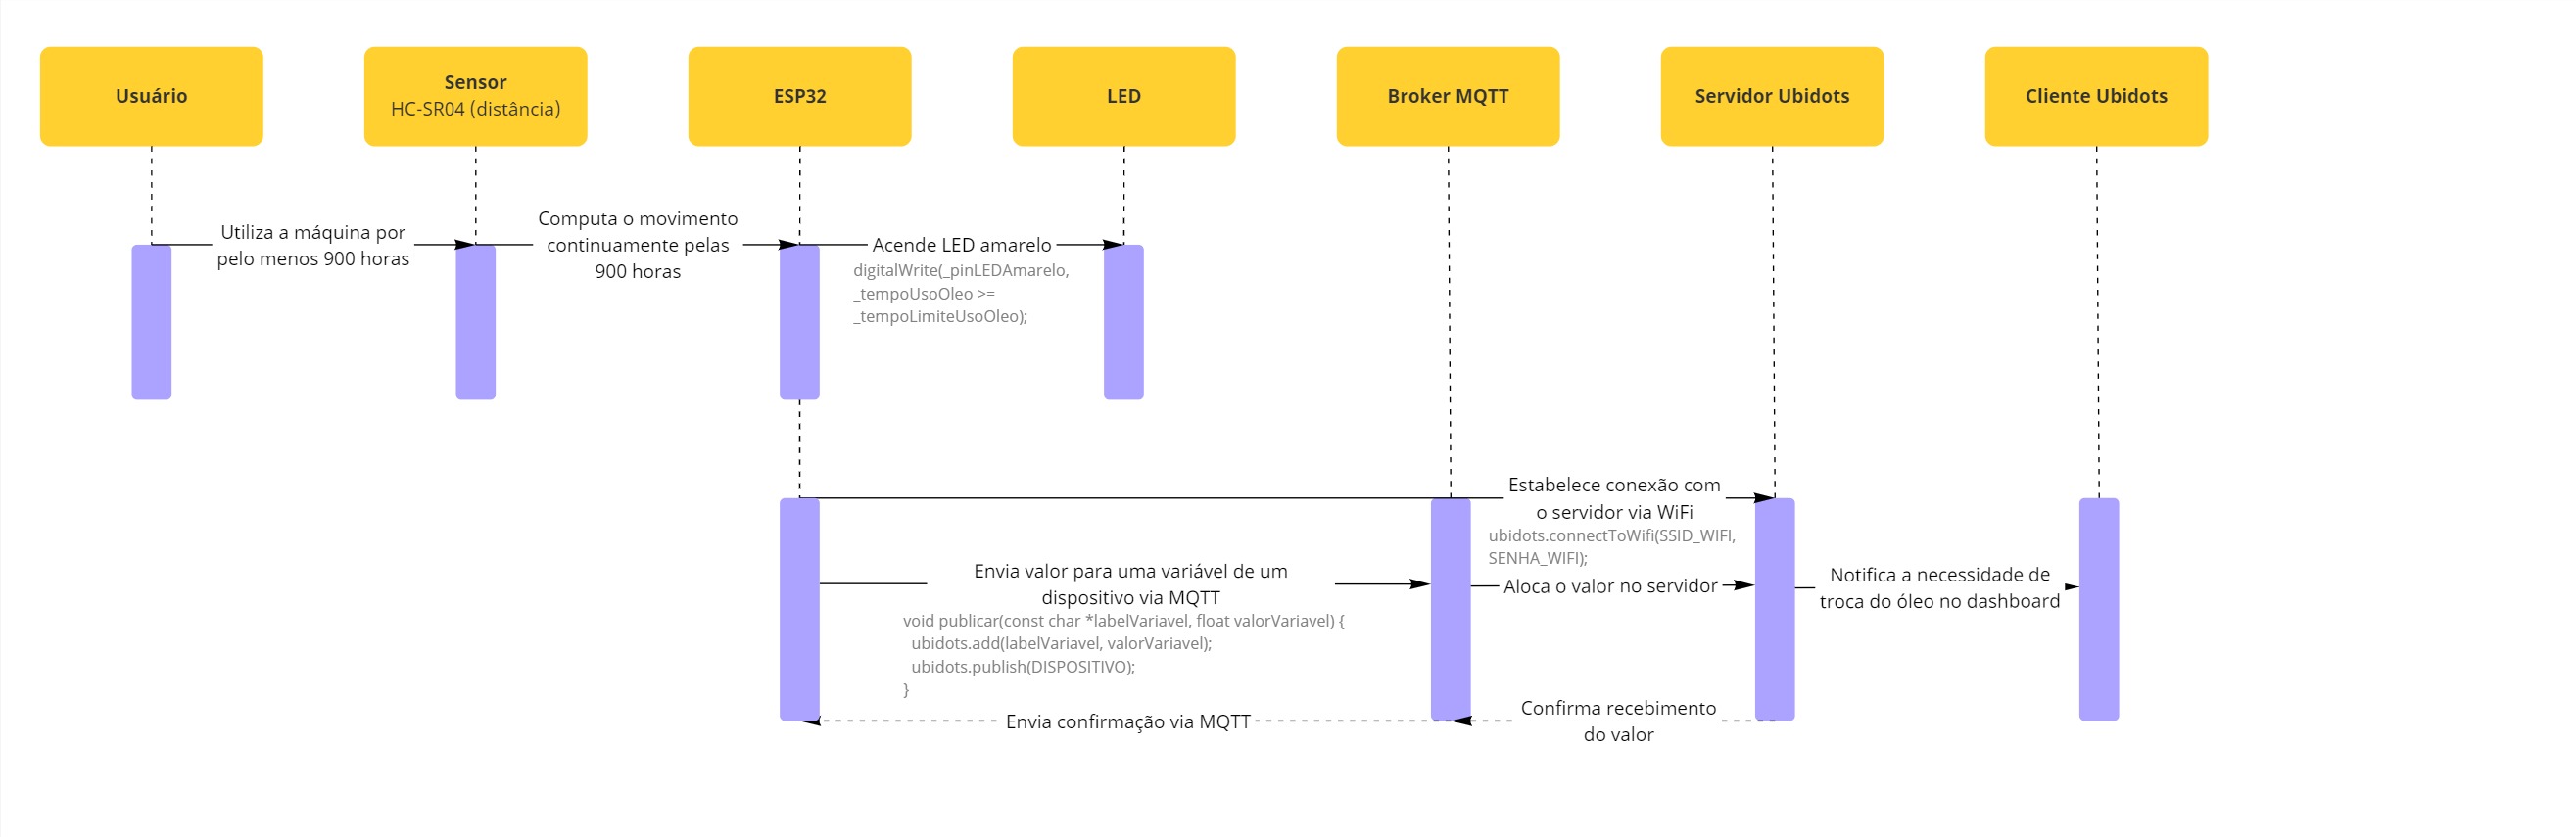 Usuário
Sensor
HC-SR04 (distância)
ESP32
LED
Broker MQTT
Servidor Ubidots
Cliente Ubidots
Utiliza a máquina por
pelo menos 900 horas
Computa o movimento
continuamente pelas
900 horas
Acende LED amarelo
digitalWrite(_pinLEDAmarelo,
_tempoUsoOleo >=
_tempoLimiteUsoOleo);
Estabelece conexão com
o servidor via WiFi
ubidots.connectToWifi(SSID_WIFI,
SENHA_WIFI);
Envia valor para uma variável de um
dispositivo via MQTT
void publicar(const char *labelVariavel, float valorVariavel) {
ubidots.add(labelVariavel, valorVariavel);
ubidots.publish(DISPOSITIVO);
}
Aloca o valor no servidor
Notifica a necessidade de
troca do óleo no dashboard
Envia confirmação via MQTT
Confirma recebimento
do valor